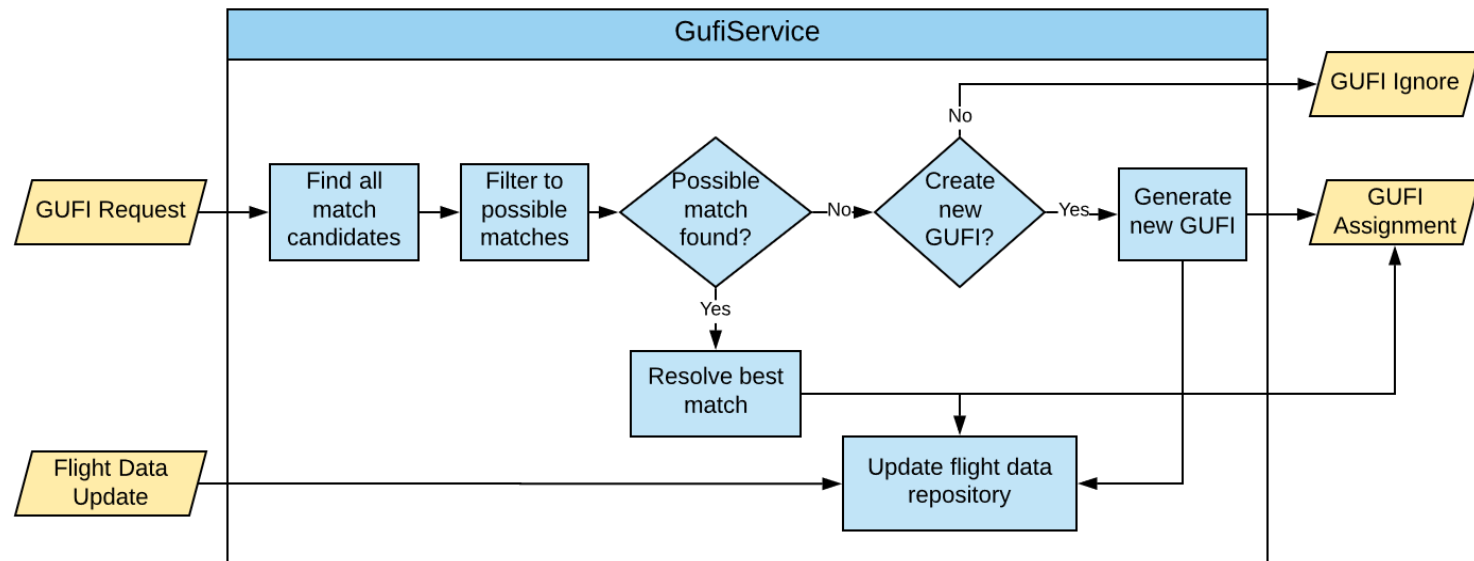 GufiService
GUFI Ignore
No
Find all
match
candidates
Filter to
possible
matches
Possible
match
found?
Create
new
GUFI?
Generate
new GUFI
GUFI
Assignment
GUFI Request
No
Yes
Yes
Resolve best
match
Flight Data
Update
Update flight data
repository